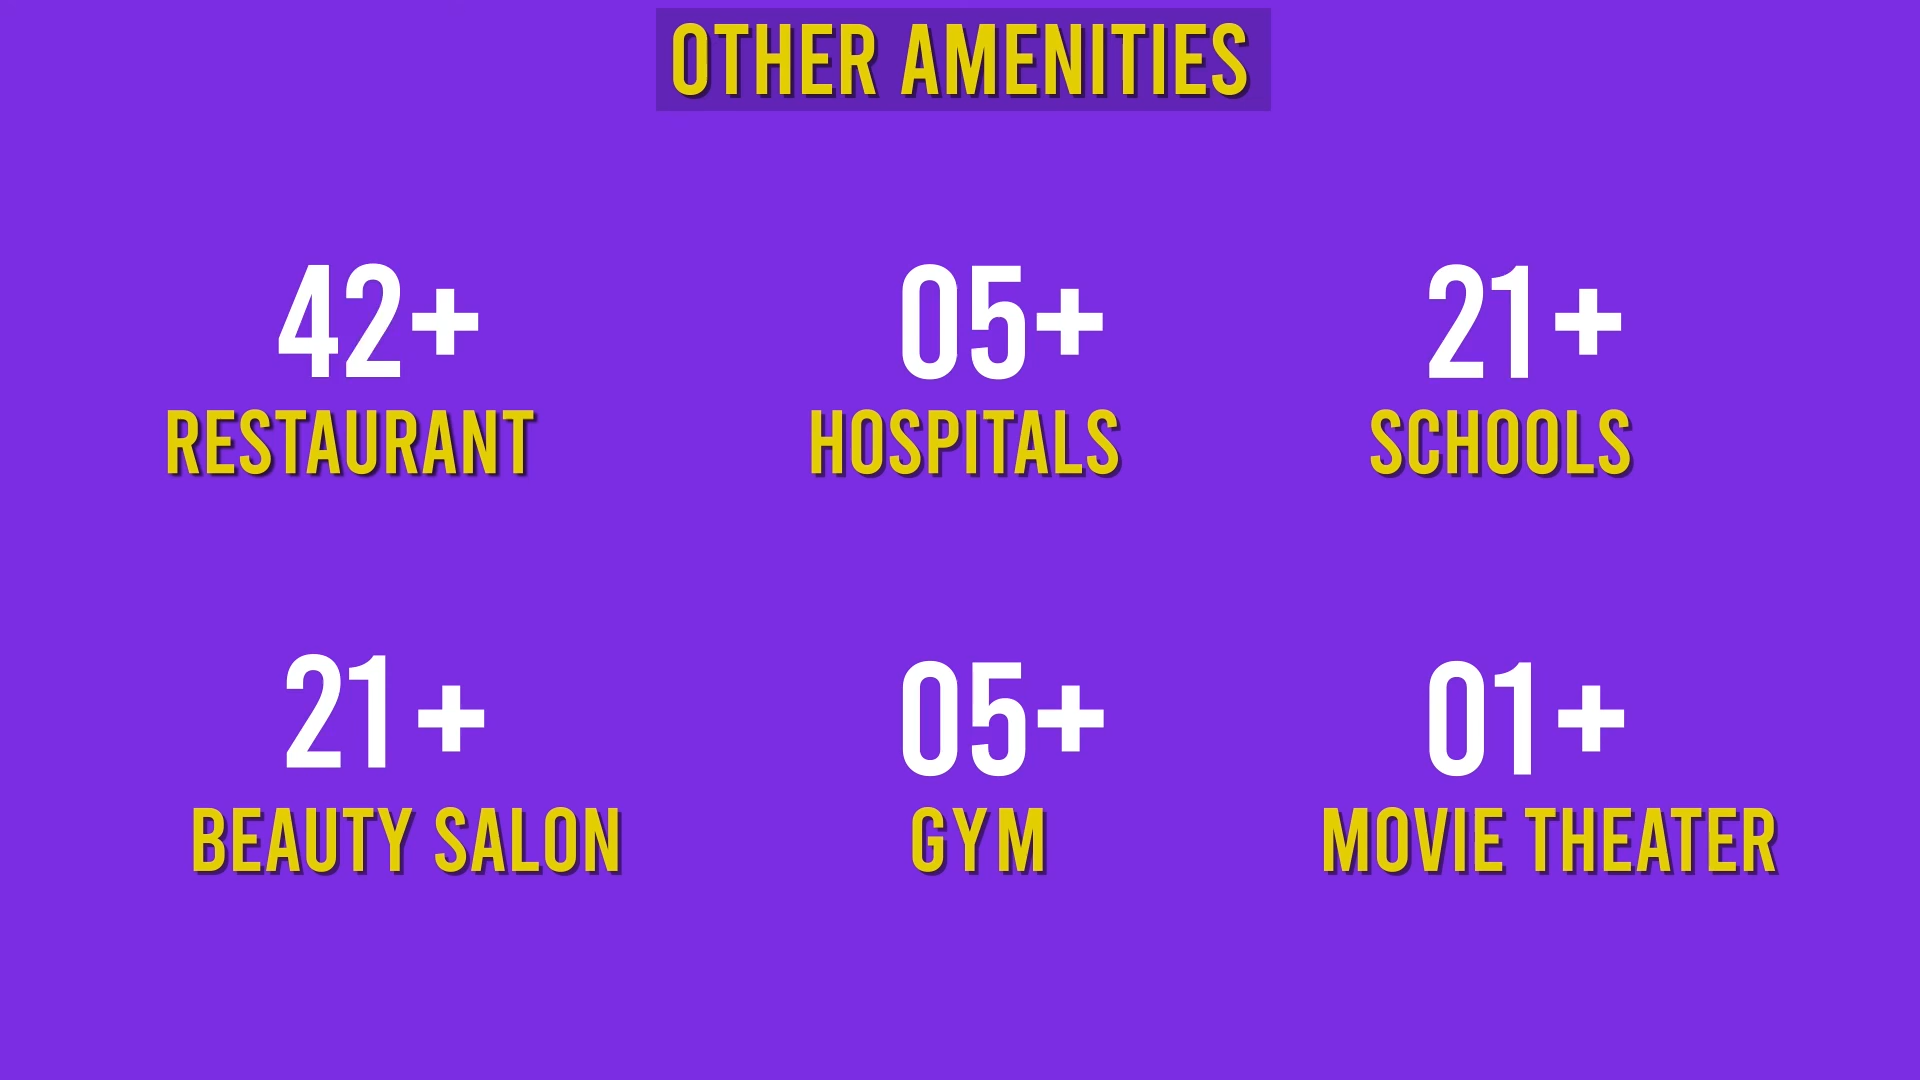 OTHER AMENITIES
42+ 05+ 21+
RESTAURANT HOSPITALS SCHOOLS
21+ 05+ 01+
BEAUTY SALON GYM MOVIE THEATER